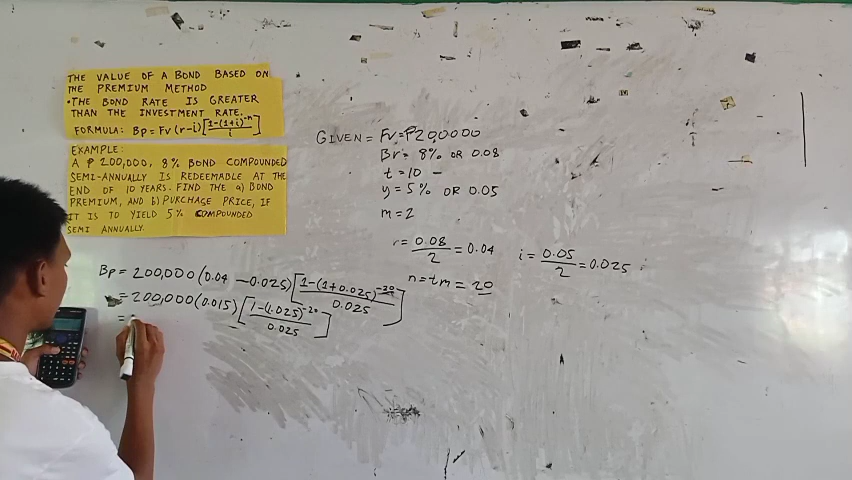 THE VALUE OF A BOND BASED ON
THE PREMIUM METHOD
•THE BOND RATE IS GREATER
THAN THE INVESTMENT RATE.
FORMULA: Bp = Fv (r-i) [1-(1+i)^-n / i]
EXAMPLE:
A ₱ 200,000, 8% BOND COMPOUNDED
SEMI-ANNUALLY IS REDEEMABLE AT THE
END OF 10 YEARS. FIND THE a) BOND
PREMIUM, AND b) PURCHAGE PRICE, IF
IT IS TO YIELD 5% COMPOUNDED
SEMI ANNUALLY.
GIVEN = Fv = ₱200000
Br = 8% OR 0.08
t = 10
y = 5% OR 0.05
m = 2
r = 0.08 / 2 = 0.04
i = 0.05 / 2 = 0.025
n = tm = 20
Bp = 200,000 (0.04 - 0.025) [1-(1+0.025)^-20 / 0.025]
= 200,000 (0.015) [1-(1.025)^-20 / 0.025]
=